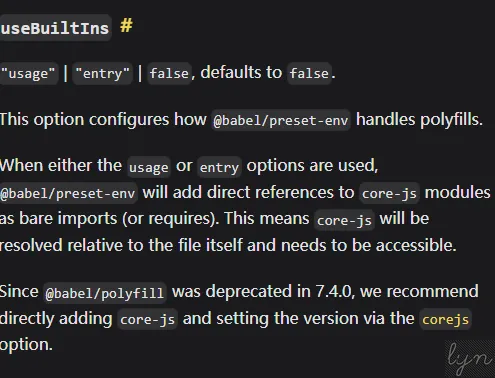 useBuiltIns #
"usage" | "entry" | false, defaults to false.
This option configures how @babel/preset-env handles polyfills.
When either the usage or entry options are used,
@babel/preset-env will add direct references to core-js modules
as bare imports (or requires). This means core-js will be
resolved relative to the file itself and needs to be accessible.
Since @babel/polyfill was deprecated in 7.4.0, we recommend
directly adding core-js and setting the version via the corejs
option.
lyn